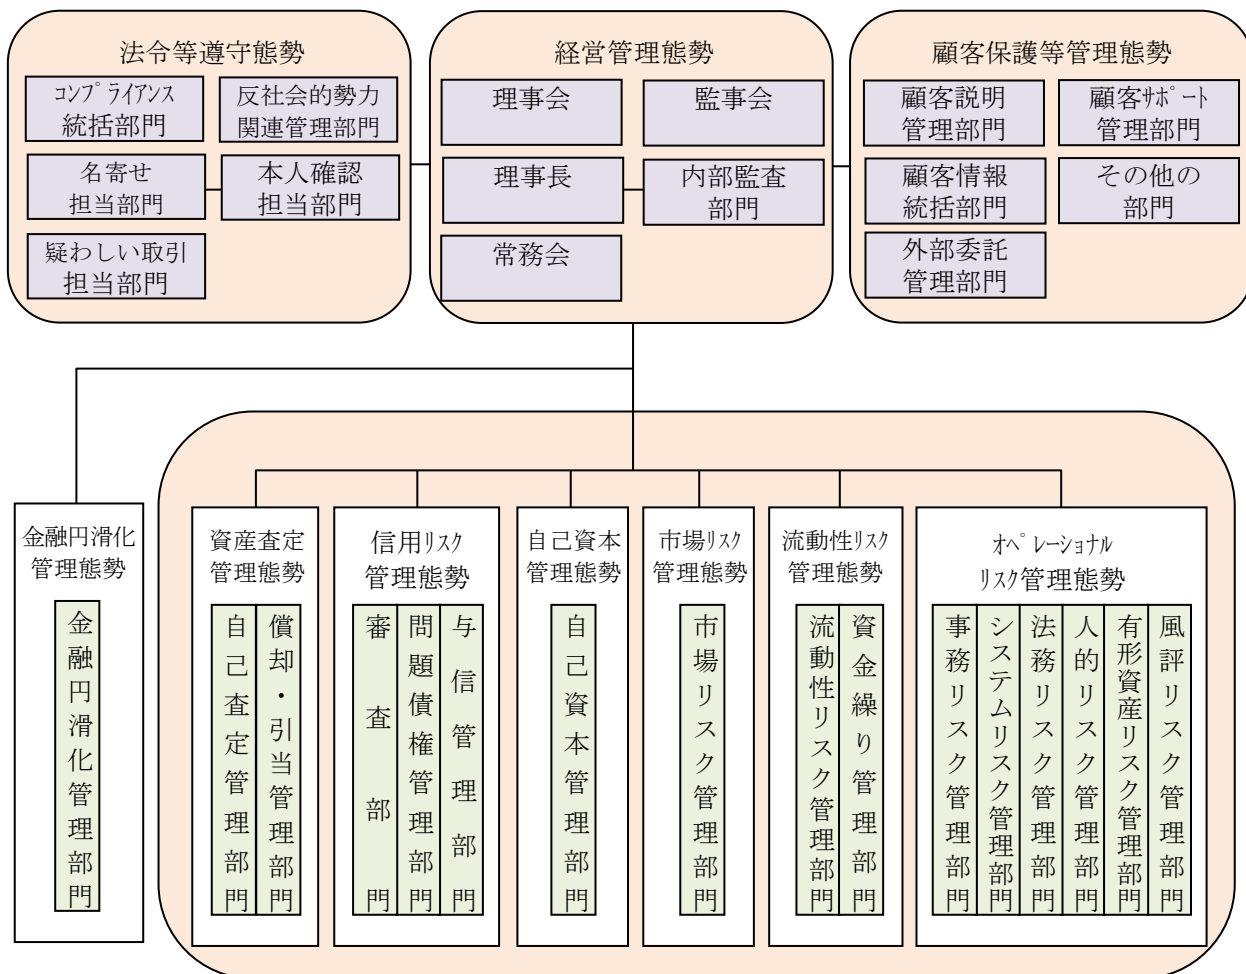 法令等遵守態勢
コンプライアンス
統括部門
反社会的勢力
関連管理部門
名寄せ
担当部門
本人確認
担当部門
疑わしい取引
担当部門
経営管理態勢
理事会
監事会
理事長
内部監査
部門
常務会
顧客保護等管理態勢
顧客説明
管理部門
顧客サポート
管理部門
顧客情報
統括部門
その他の
部門
外部委託
管理部門
金融円滑化
管理態勢
金融円滑化管理部門
資産査定
管理態勢
自己査定管理部門
償却・引当管理部門
信用リスク
管理態勢
審査部門
問題債権管理部門
与信管理部門
自己資本
管理態勢
自己資本管理部門
市場リスク
管理態勢
市場リスク管理部門
流動性リスク
管理態勢
流動性リスク管理部門
資金繰り管理部門
オペレーショナル
リスク管理態勢
事務リスク管理部門
システムリスク管理部門
法務リスク管理部門
人的リスク管理部門
有形資産リスク管理部門
風評リスク管理部門